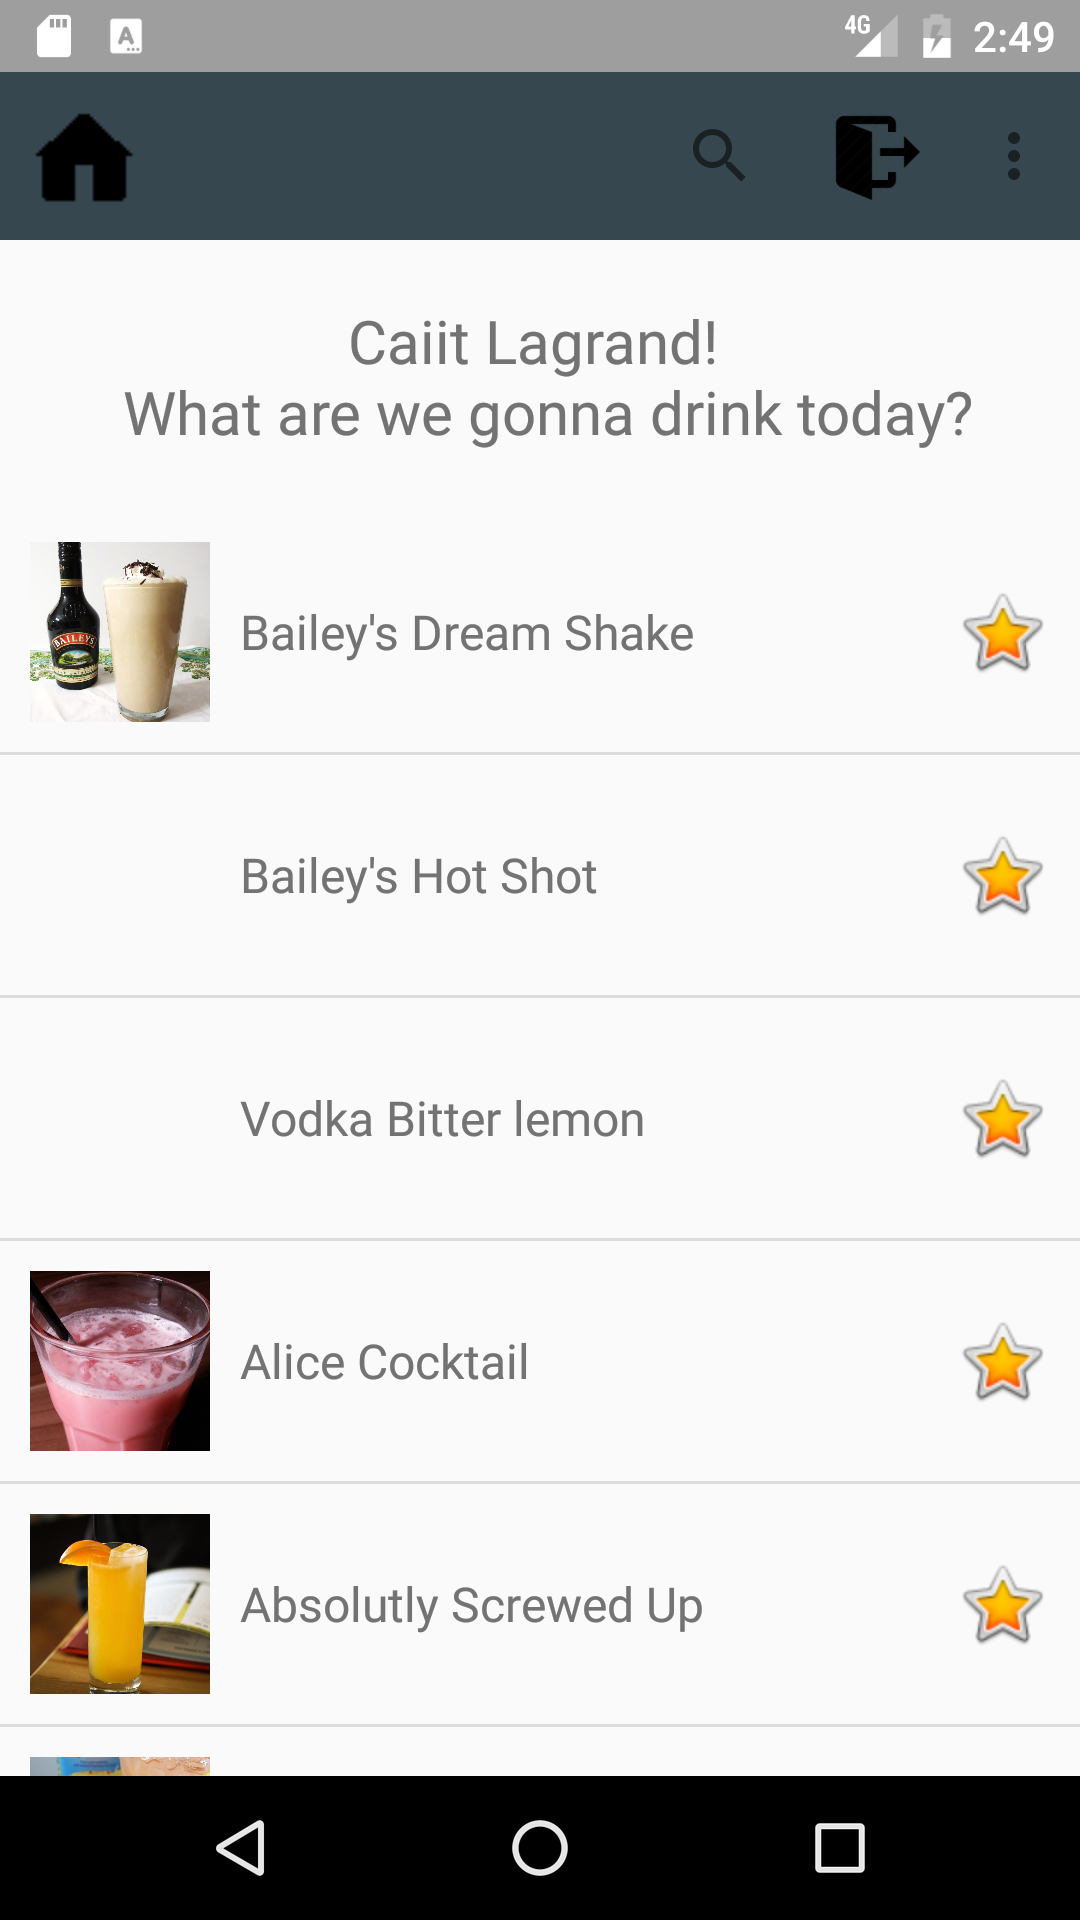 4G 2:49
Caiit Lagrand!
What are we gonna drink today?
BAILEYS
Bailey's Dream Shake
Bailey's Hot Shot
Vodka Bitter lemon
Alice Cocktail
Absolutly Screwed Up